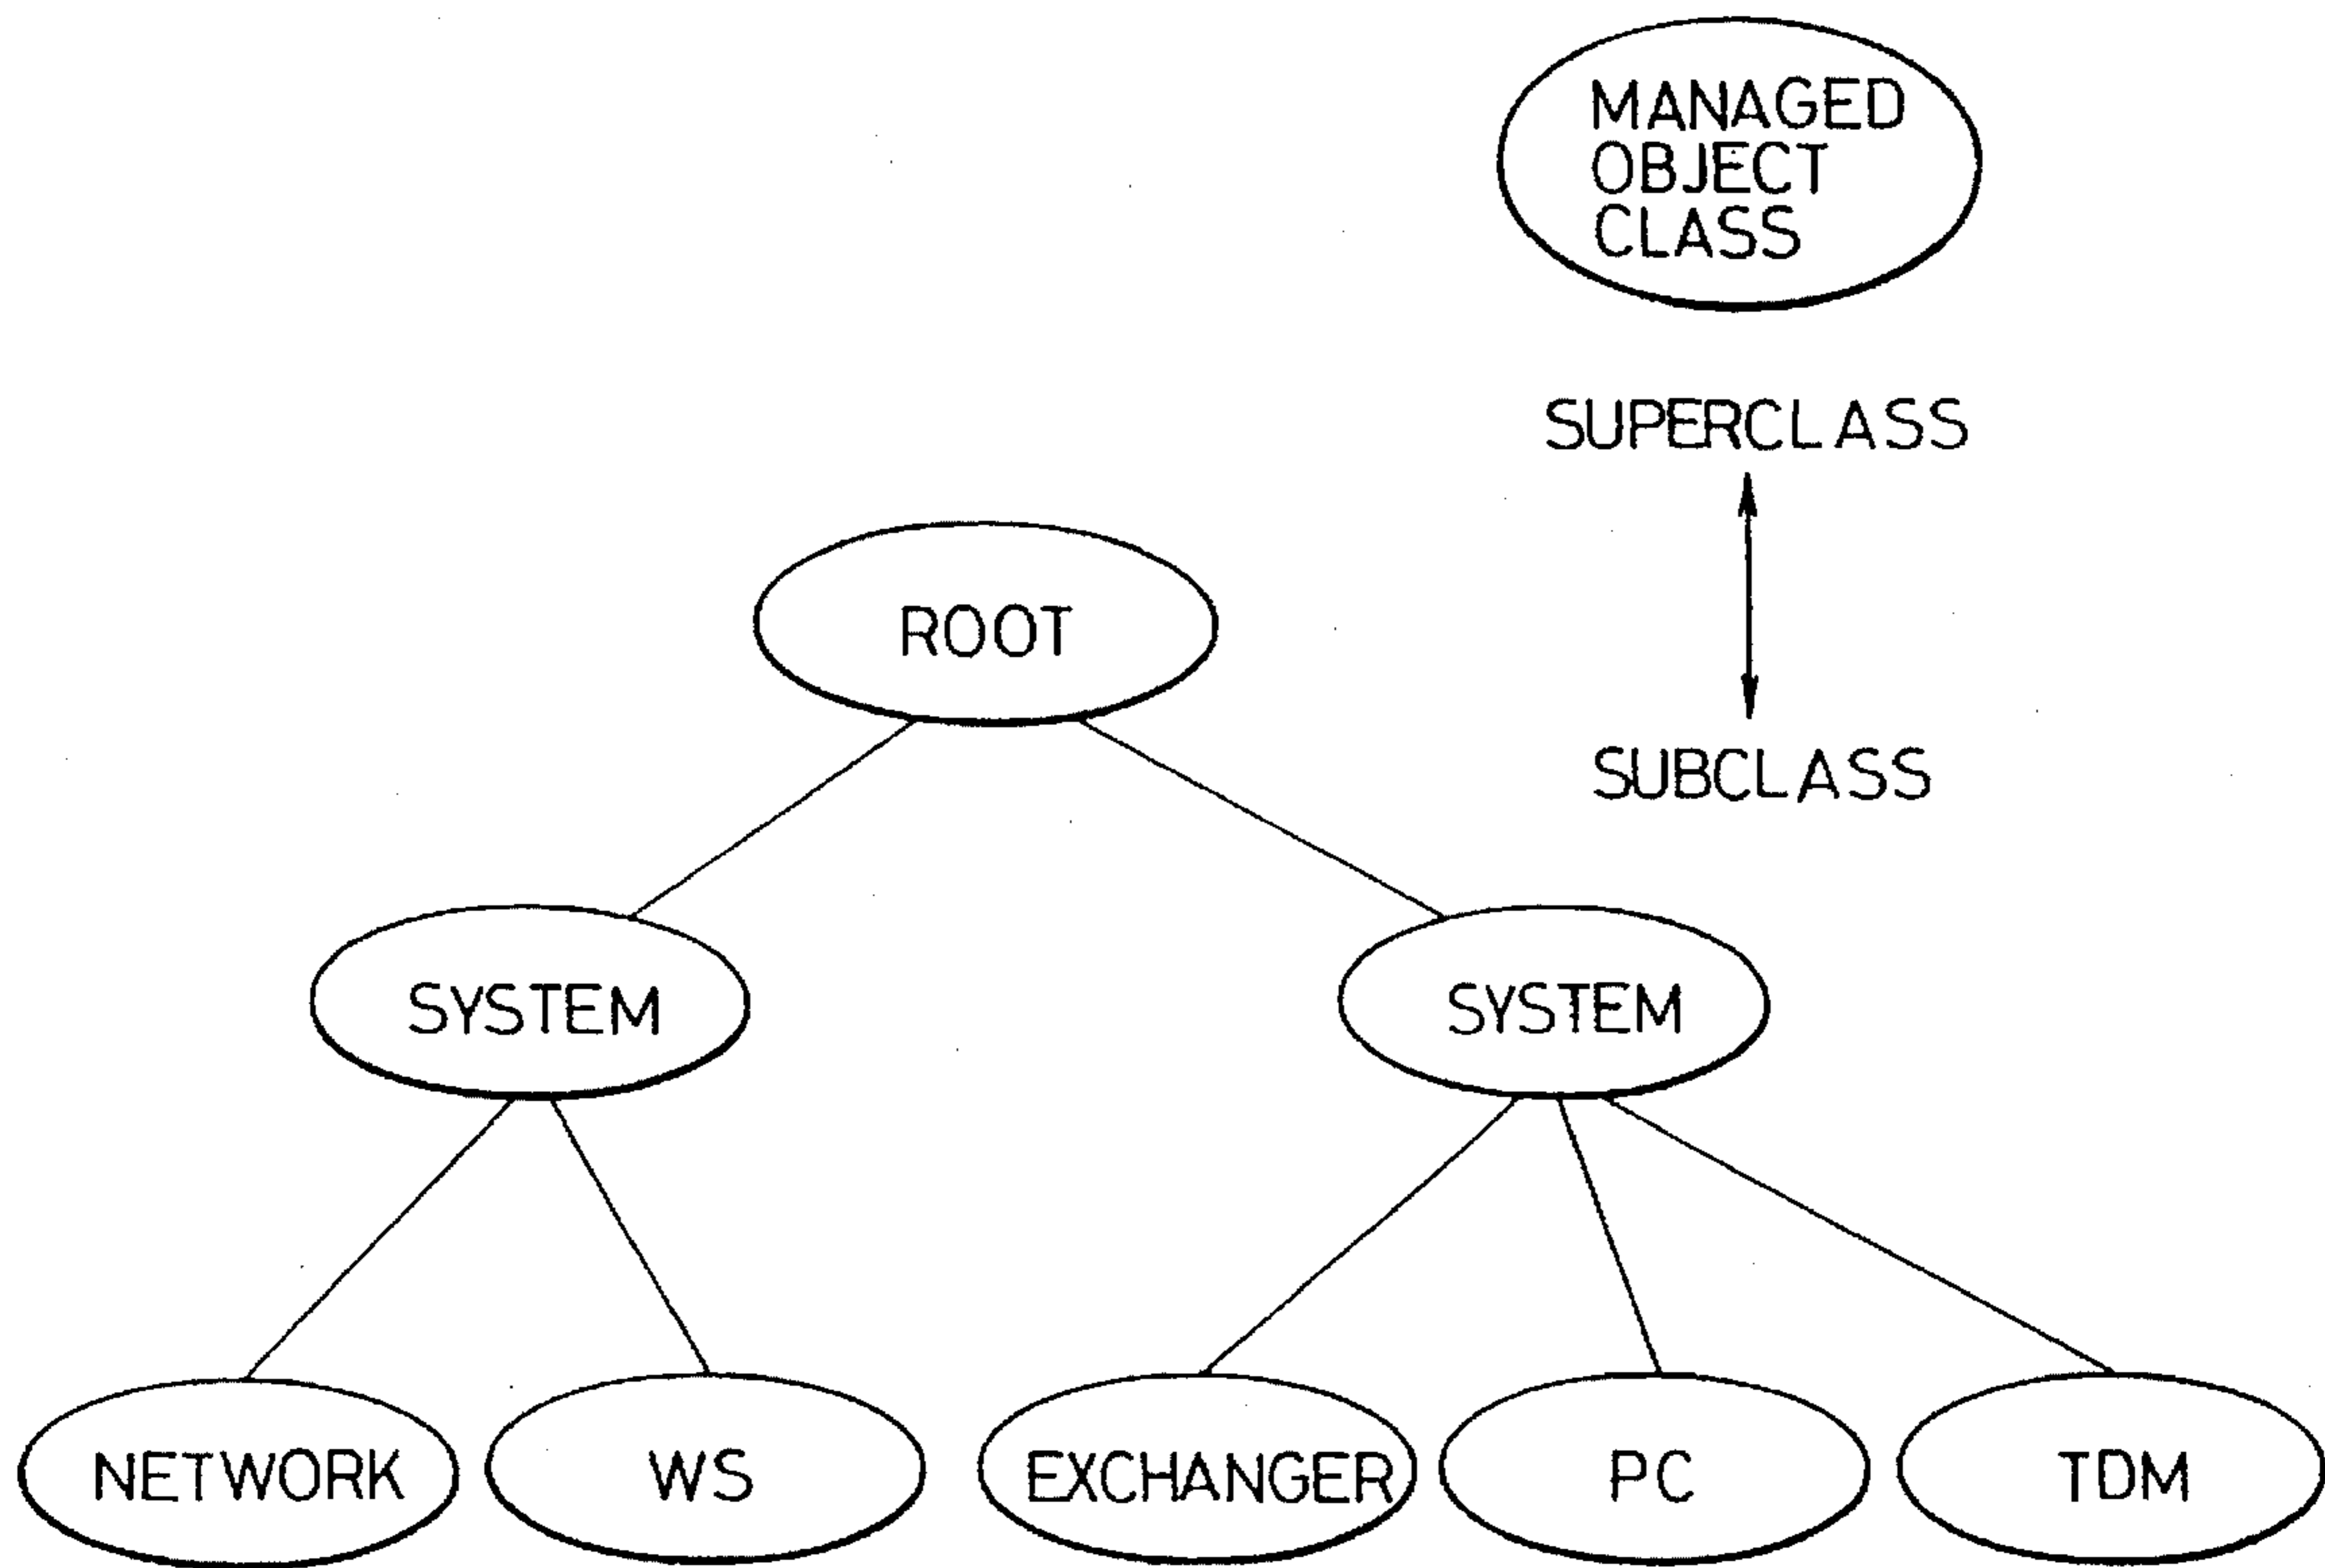 MANAGED
OBJECT
CLASS
SUPERCLASS
SUBCLASS
ROOT
SYSTEM
SYSTEM
NETWORK
WS
EXCHANGER
PC
TDM